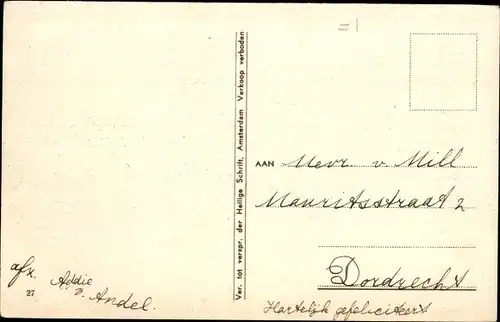 afz. Addie
v. Andel.
27
Ver. tot verspr. der Heilige Schrift, Amsterdam Verkoop verboden
AAN Mevr. v. Mill
Mauritsstraat 2
Dordrecht
Hartelijk gefeliciteert